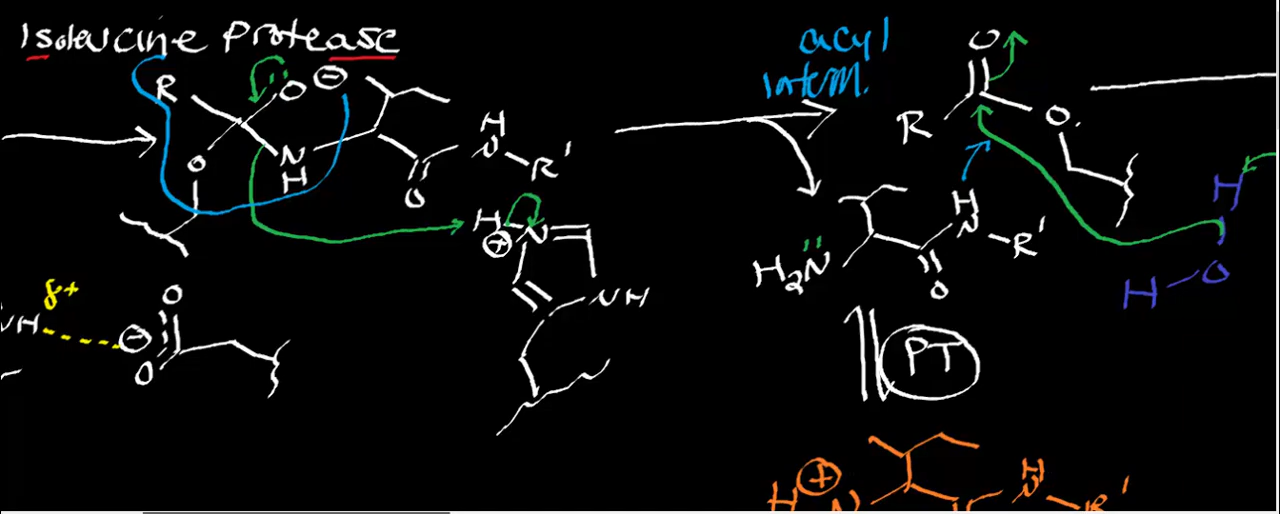 Isoleucine Protease
acyl
interm.
R
O
⊖
O
N
H
O
H
N
R'
H
⊕
N
NH
δ+
NH
⊖
O
O
O
R
O
H
H-O
H₂N
H
N
R'
O
PT
H
⊕
N
H
N
R'